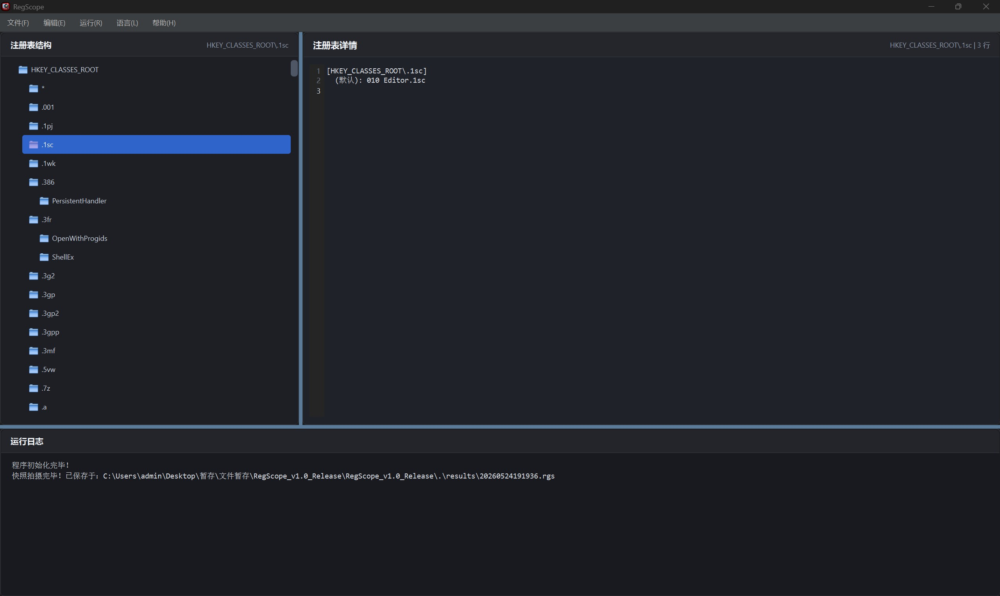 RegScope
文件(F) 编辑(E) 运行(R) 语言(L) 帮助(H)
注册表结构 HKEY_CLASSES_ROOT\.1sc
HKEY_CLASSES_ROOT
*
.001
.1pj
.1sc
.1wk
.386
PersistentHandler
.3fr
OpenWithProgids
ShellEx
.3g2
.3gp
.3gp2
.3gpp
.3mf
.5vw
.7z
.a
注册表详情 HKEY_CLASSES_ROOT\.1sc | 3 行
1 [HKEY_CLASSES_ROOT\.1sc]
2 (默认): 010 Editor.1sc
3
运行日志
程序初始化完毕！
快照拍摄完毕！已保存于：C:\Users\admin\Desktop\暂存\文件暂存\RegScope_v1.0_Release\RegScope_v1.0_Release\.\results\20260524191936.rgs